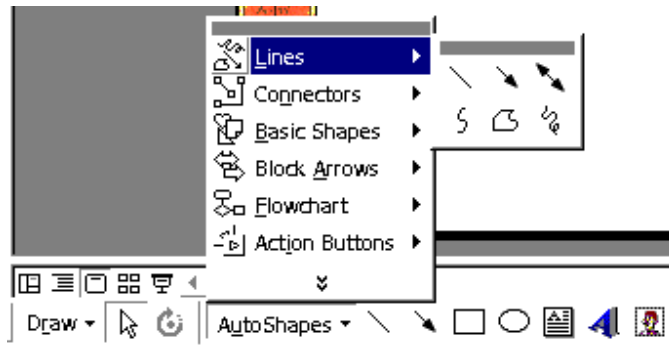 Lines
Connectors
Basic Shapes
Block Arrows
Flowchart
Action Buttons
Draw
AutoShapes